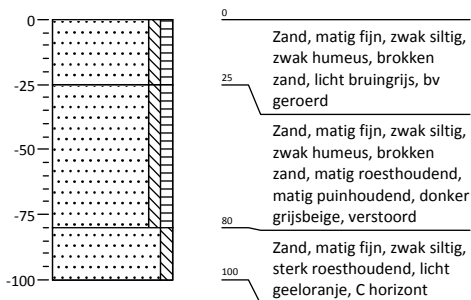 0
-25
-50
-75
-100
0
Zand, matig fijn, zwak siltig,
zwak humeus, brokken
zand, licht bruingrijs, bv
geroerd
25
Zand, matig fijn, zwak siltig,
zwak humeus, brokken
zand, matig roesthoudend,
matig puinhoudend, donker
grijsbeige, verstoord
80
Zand, matig fijn, zwak siltig,
sterk roesthoudend, licht
geeloranje, C horizont
100